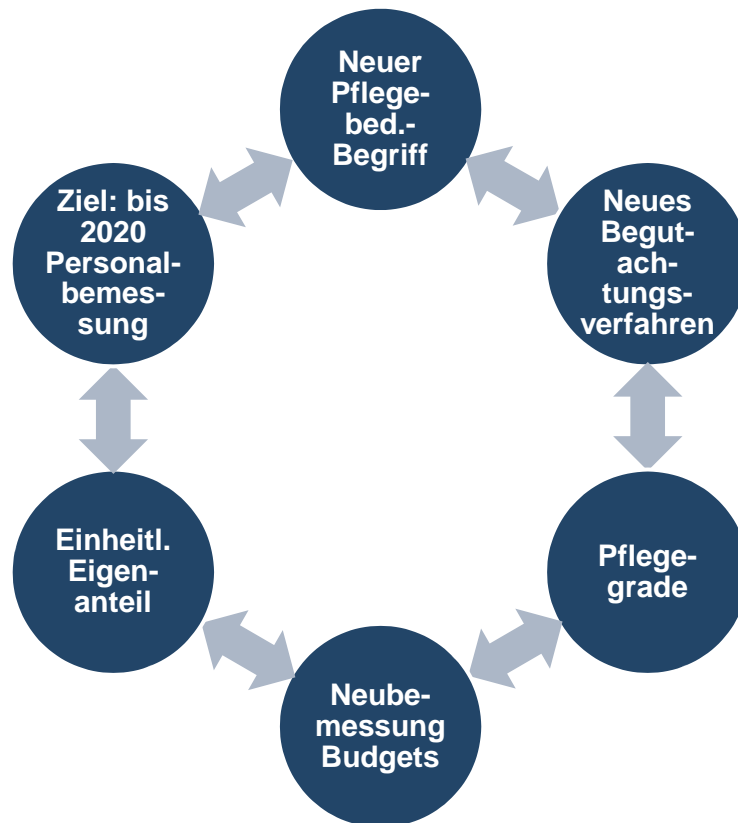 Neuer
Pflege-
bed.-
Begriff
Neues
Begut-
ach-
tungs-
verfahren
Pflege-
grade
Neube-
messung
Budgets
Einheitl.
Eigen-
anteil
Ziel: bis
2020
Personal-
bemes-
sung